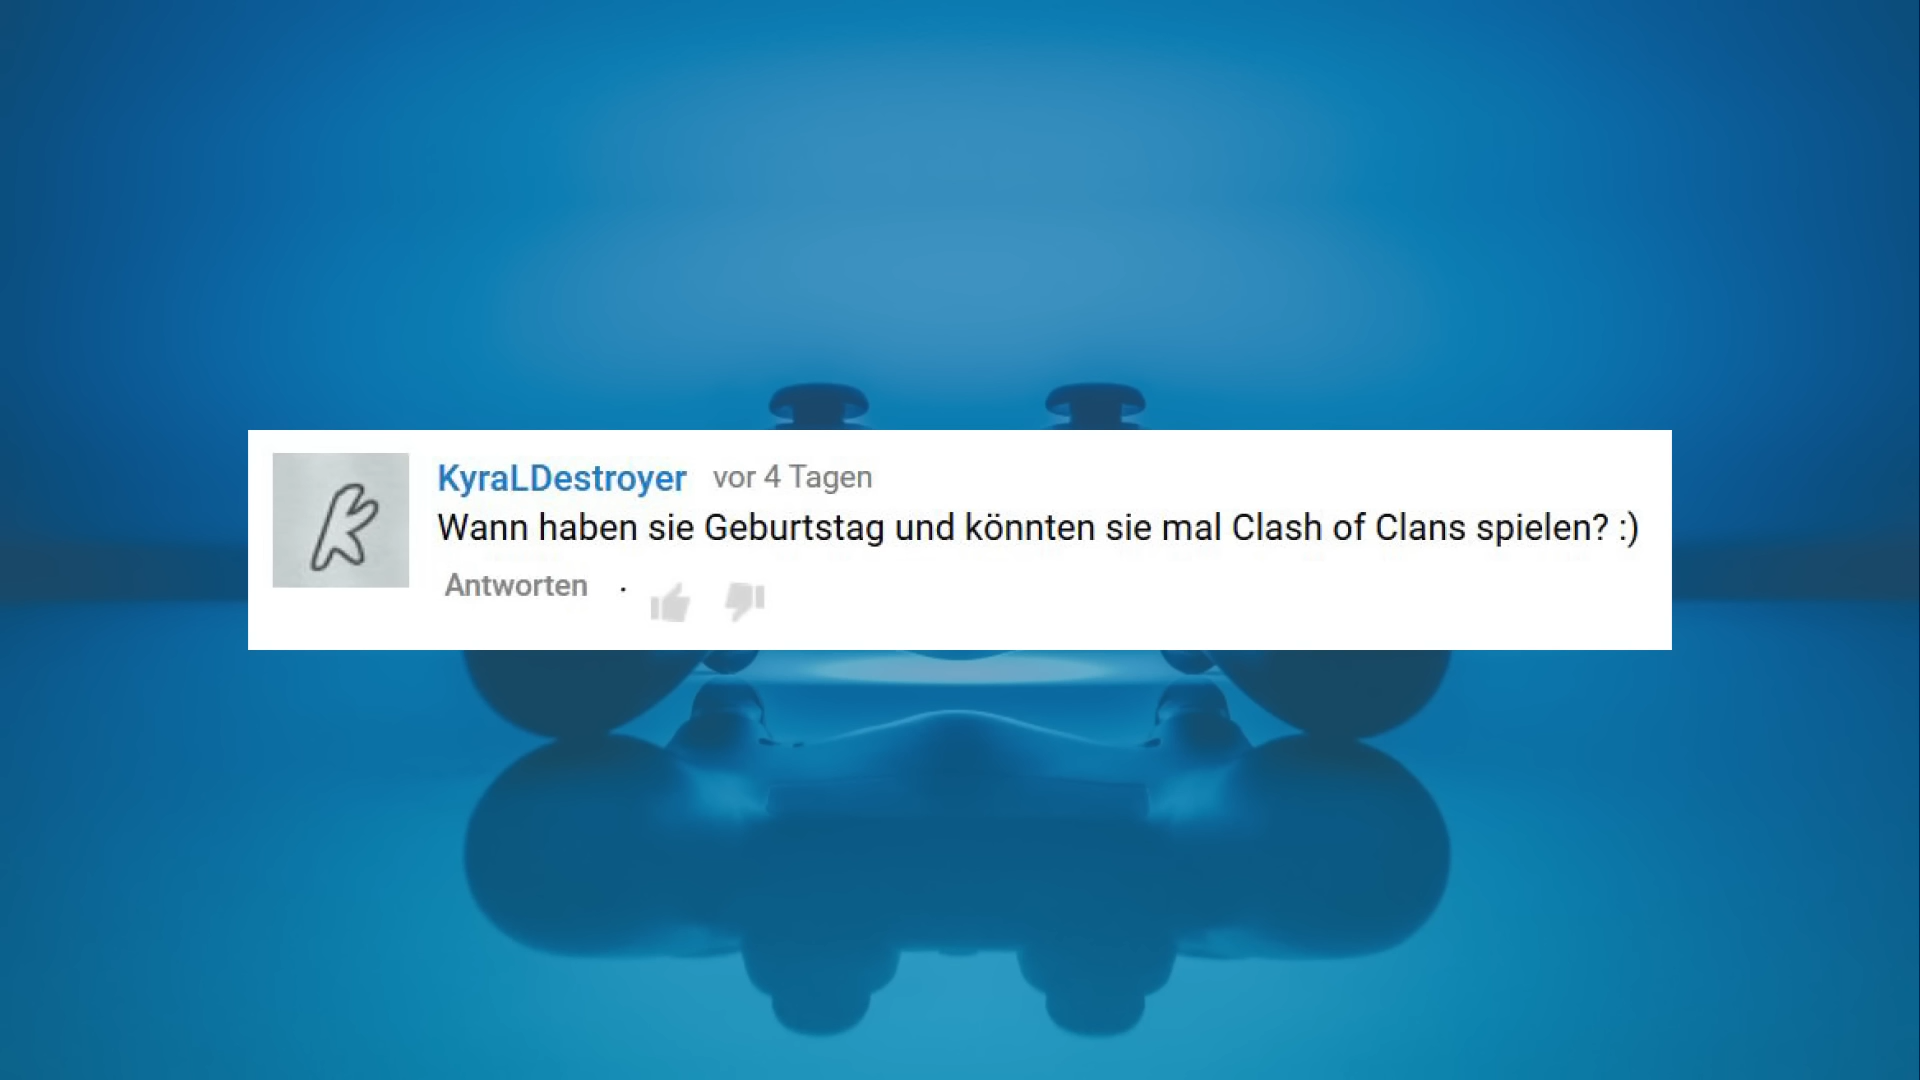 KyraLDestroyer vor 4 Tagen
Wann haben sie Geburtstag und könnten sie mal Clash of Clans spielen? :)
Antworten ·